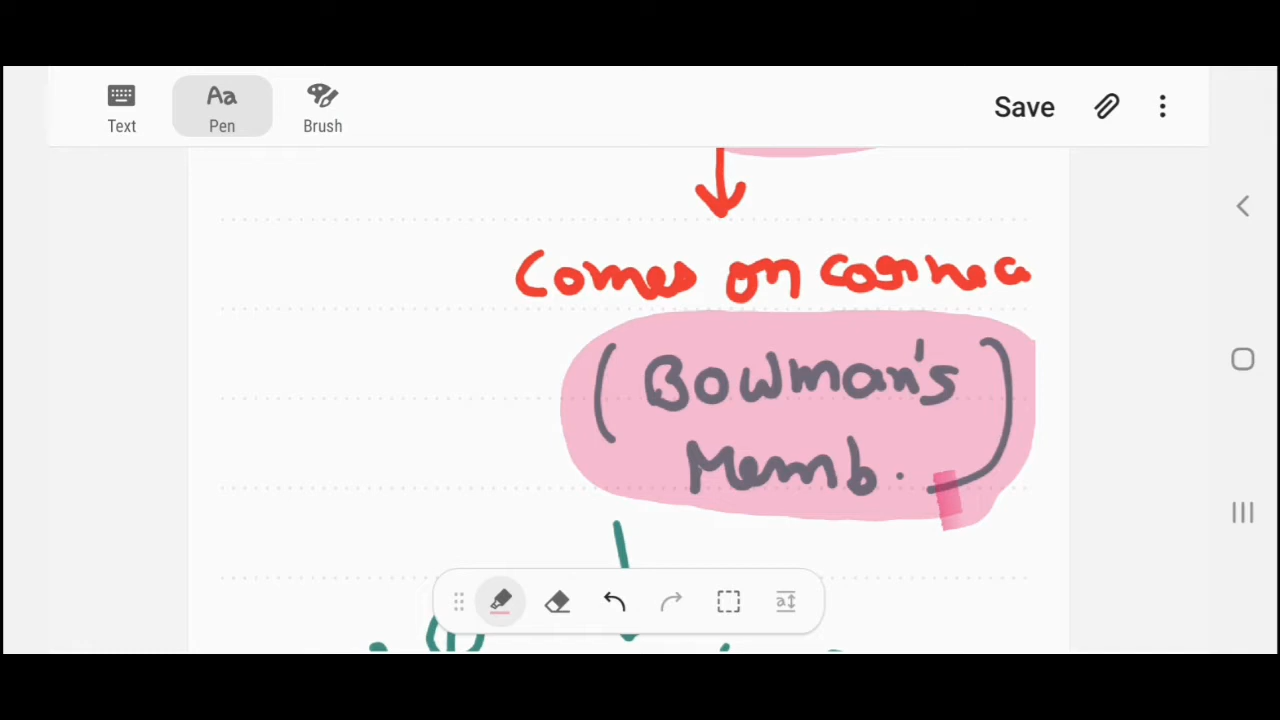 Text
Pen
Brush
Save
Comes on cornea
(Bowman's
Memb.)